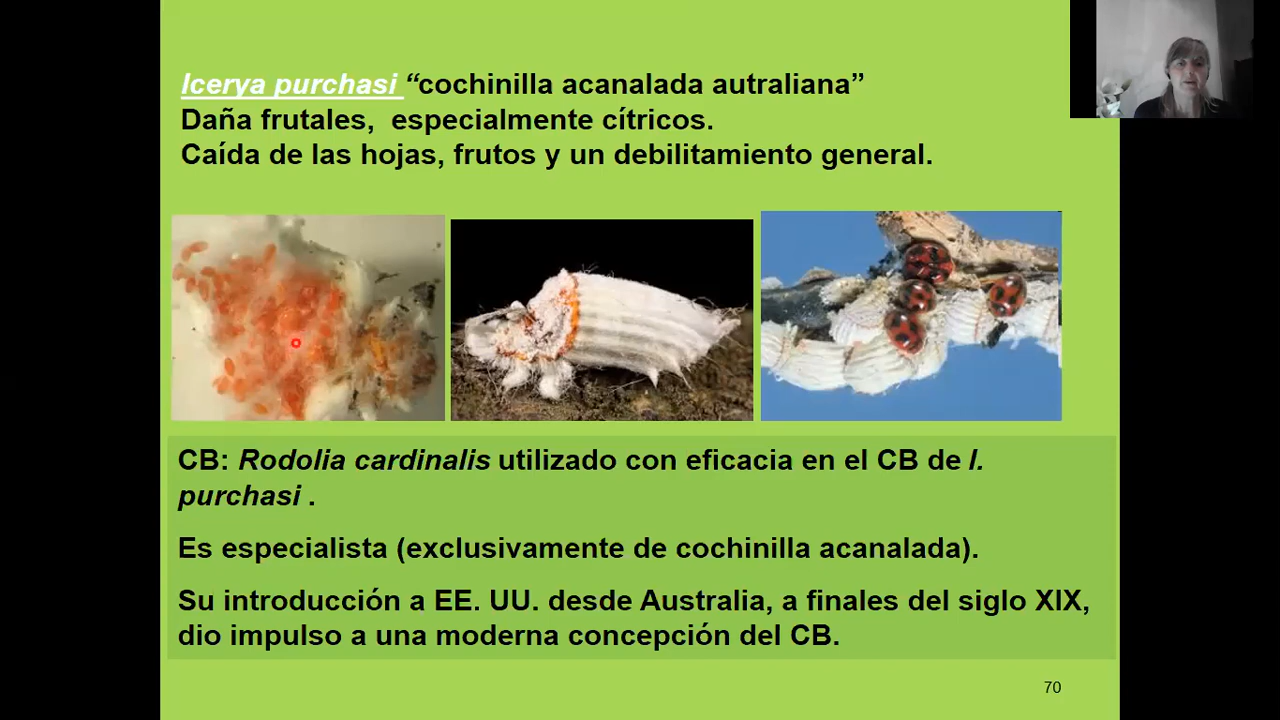 Icerya purchasi “cochinilla acanalada autraliana”
Daña frutales, especialmente cítricos.
Caída de las hojas, frutos y un debilitamiento general.
CB: Rodolia cardinalis utilizado con eficacia en el CB de I.
purchasi .
Es especialista (exclusivamente de cochinilla acanalada).
Su introducción a EE. UU. desde Australia, a finales del siglo XIX,
dio impulso a una moderna concepción del CB.
70